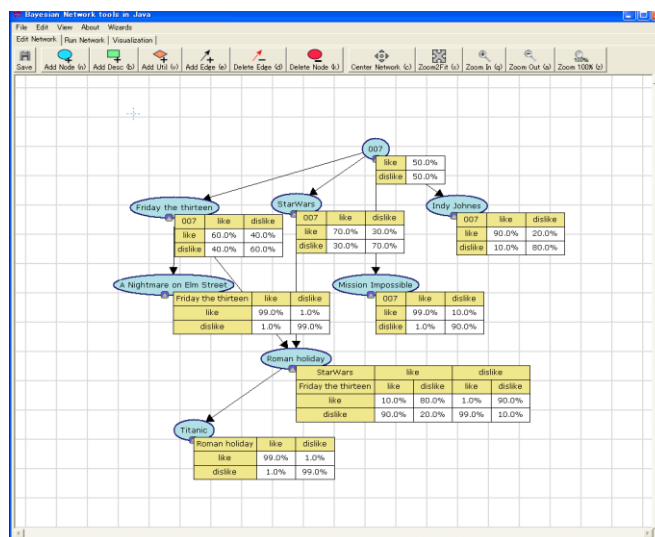 Bayesian Network tools in Java
File Edit View About Wizards
Edit Network Run Network Visualization
Save Add Node (n) Add Desc (b) Add Util (v) Add Edge (e) Delete Edge (d) Delete Node (k) Center Network (c) Zoom2Fit (s) Zoom In (q) Zoom Out (a) Zoom 100% (z)
007
like 50.0%
dislike 50.0%
Friday the thirteen
007 like dislike
like 60.0% 40.0%
dislike 40.0% 60.0%
StarWars
007 like dislike
like 70.0% 30.0%
dislike 30.0% 70.0%
Indy Johnes
007 like dislike
like 90.0% 20.0%
dislike 10.0% 80.0%
A Nightmare on Elm Street
Friday the thirteen like dislike
like 99.0% 1.0%
dislike 1.0% 99.0%
Mission Impossible
007 like dislike
like 99.0% 10.0%
dislike 1.0% 90.0%
Roman holiday
StarWars like dislike
Friday the thirteen like dislike like dislike
like 10.0% 80.0% 1.0% 90.0%
dislike 90.0% 20.0% 99.0% 10.0%
Titanic
Roman holiday like dislike
like 99.0% 1.0%
dislike 1.0% 99.0%